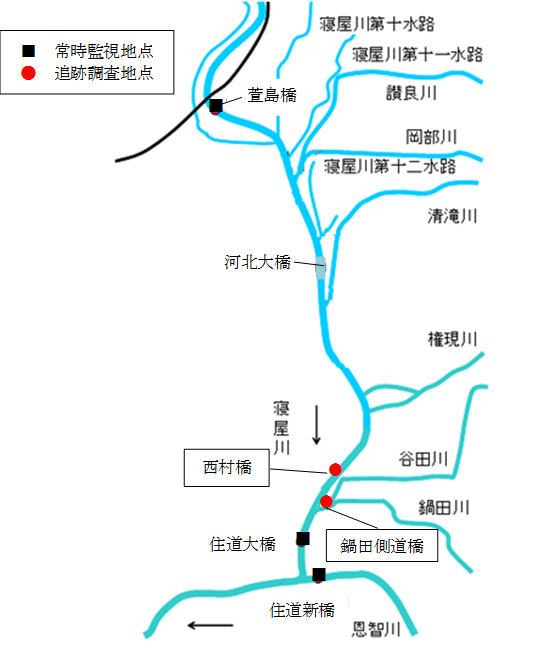 常時監視地点
追跡調査地点
寝屋川第十水路
寝屋川第十一水路
讃良川
萱島橋
岡部川
寝屋川第十二水路
清滝川
河北大橋
権現川
寝屋川
谷田川
西村橋
鍋田川
住道大橋
鍋田側道橋
住道新橋
恩智川